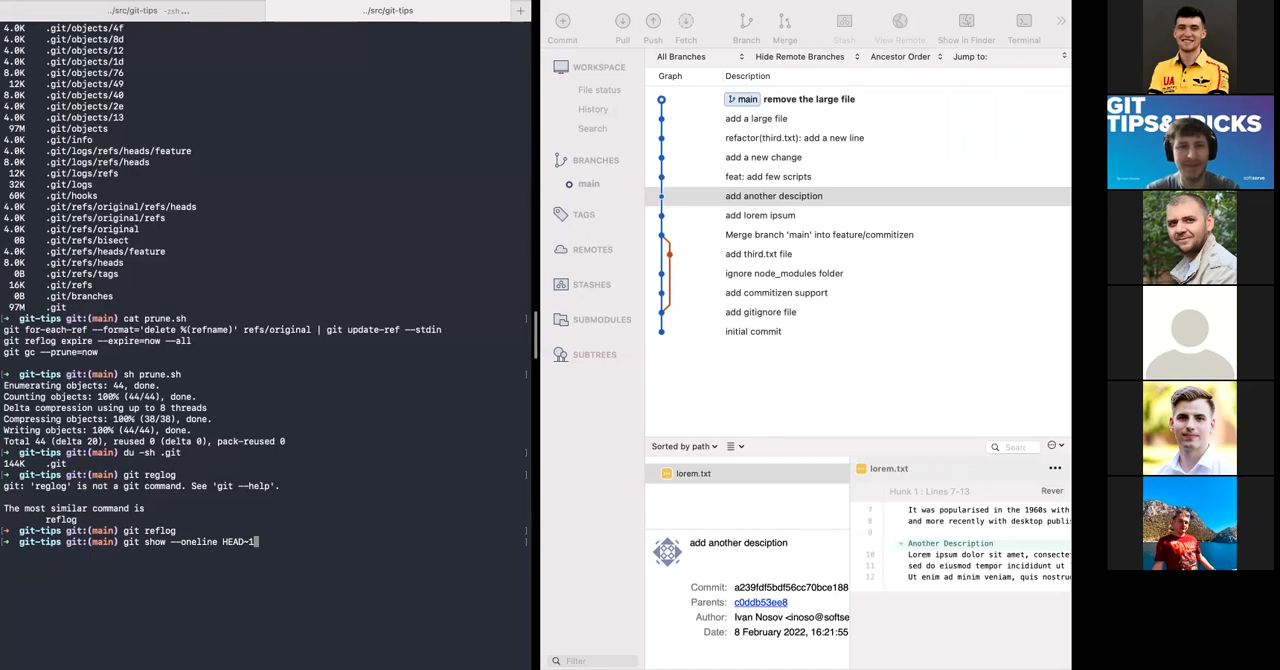 ../src/git-tips -zsh —
../src/git-tips
+
4.0K .git/objects/4f
4.0K .git/objects/8d
4.0K .git/objects/12
4.0K .git/objects/1d
8.0K .git/objects/76
12K .git/objects/49
8.0K .git/objects/40
4.0K .git/objects/2e
4.0K .git/objects/13
97M .git/objects
4.0K .git/info
4.0K .git/logs/refs/heads/feature
8.0K .git/logs/refs/heads
12K .git/logs/refs
32K .git/logs
60K .git/hooks
4.0K .git/refs/original/refs/heads
4.0K .git/refs/original/refs
4.0K .git/refs/original
0B .git/refs/bisect
4.0K .git/refs/heads/feature
8.0K .git/refs/heads
0B .git/refs/tags
16K .git/refs
0B .git/branches
97M .git
[➜ git-tips git:(main) cat prune.sh ]
git for-each-ref --format='delete %(refname)' refs/original | git update-ref --stdin
git reflog expire --expire=now --all
git gc --prune=now
[➜ git-tips git:(main) sh prune.sh ]
Enumerating objects: 44, done.
Counting objects: 100% (44/44), done.
Delta compression using up to 8 threads
Compressing objects: 100% (38/38), done.
Writing objects: 100% (44/44), done.
Total 44 (delta 20), reused 0 (delta 0), pack-reused 0
[➜ git-tips git:(main) du -sh .git ]
144K .git
[➜ git-tips git:(main) git reglog ]
git: 'reglog' is not a git command. See 'git --help'.
The most similar command is
reflog
[➜ git-tips git:(main) git reflog ]
[➜ git-tips git:(main) git show --oneline HEAD~1 ]
Commit
Pull
Push
Fetch
Branch
Merge
Stash
View Remote
Show in Finder
Terminal
All Branches
Hide Remote Branches
Ancestor Order
Jump to:
Graph
Description
WORKSPACE
File status
History
Search
BRANCHES
main
TAGS
REMOTES
STASHES
SUBMODULES
SUBTREES
Filter
main remove the large file
add a large file
refactor(third.txt): add a new line
add a new change
feat: add few scripts
add another desciption
add lorem ipsum
Merge branch 'main' into feature/commitizen
add third.txt file
ignore node_modules folder
add commitizen support
add gitignore file
initial commit
Sorted by path
Searc
lorem.txt
add another desciption
Commit: a239fdf5bdf56cc70bce188
Parents: c0ddb53ee8
Author: Ivan Nosov <inoso@softse
Date: 8 February 2022, 16:21:55
lorem.txt
Hunk 1 : Lines 7-13
Rever
7 It was popularised in the 1960s with
8 and more recently with desktop publis
9
Another Description
10 Lorem ipsum dolor sit amet, consecte
11 sed do eiusmod tempor incididunt ut l
12 Ut enim ad minim veniam, quis nostru
UA
GIT
TIPS&TRICKS
softserve